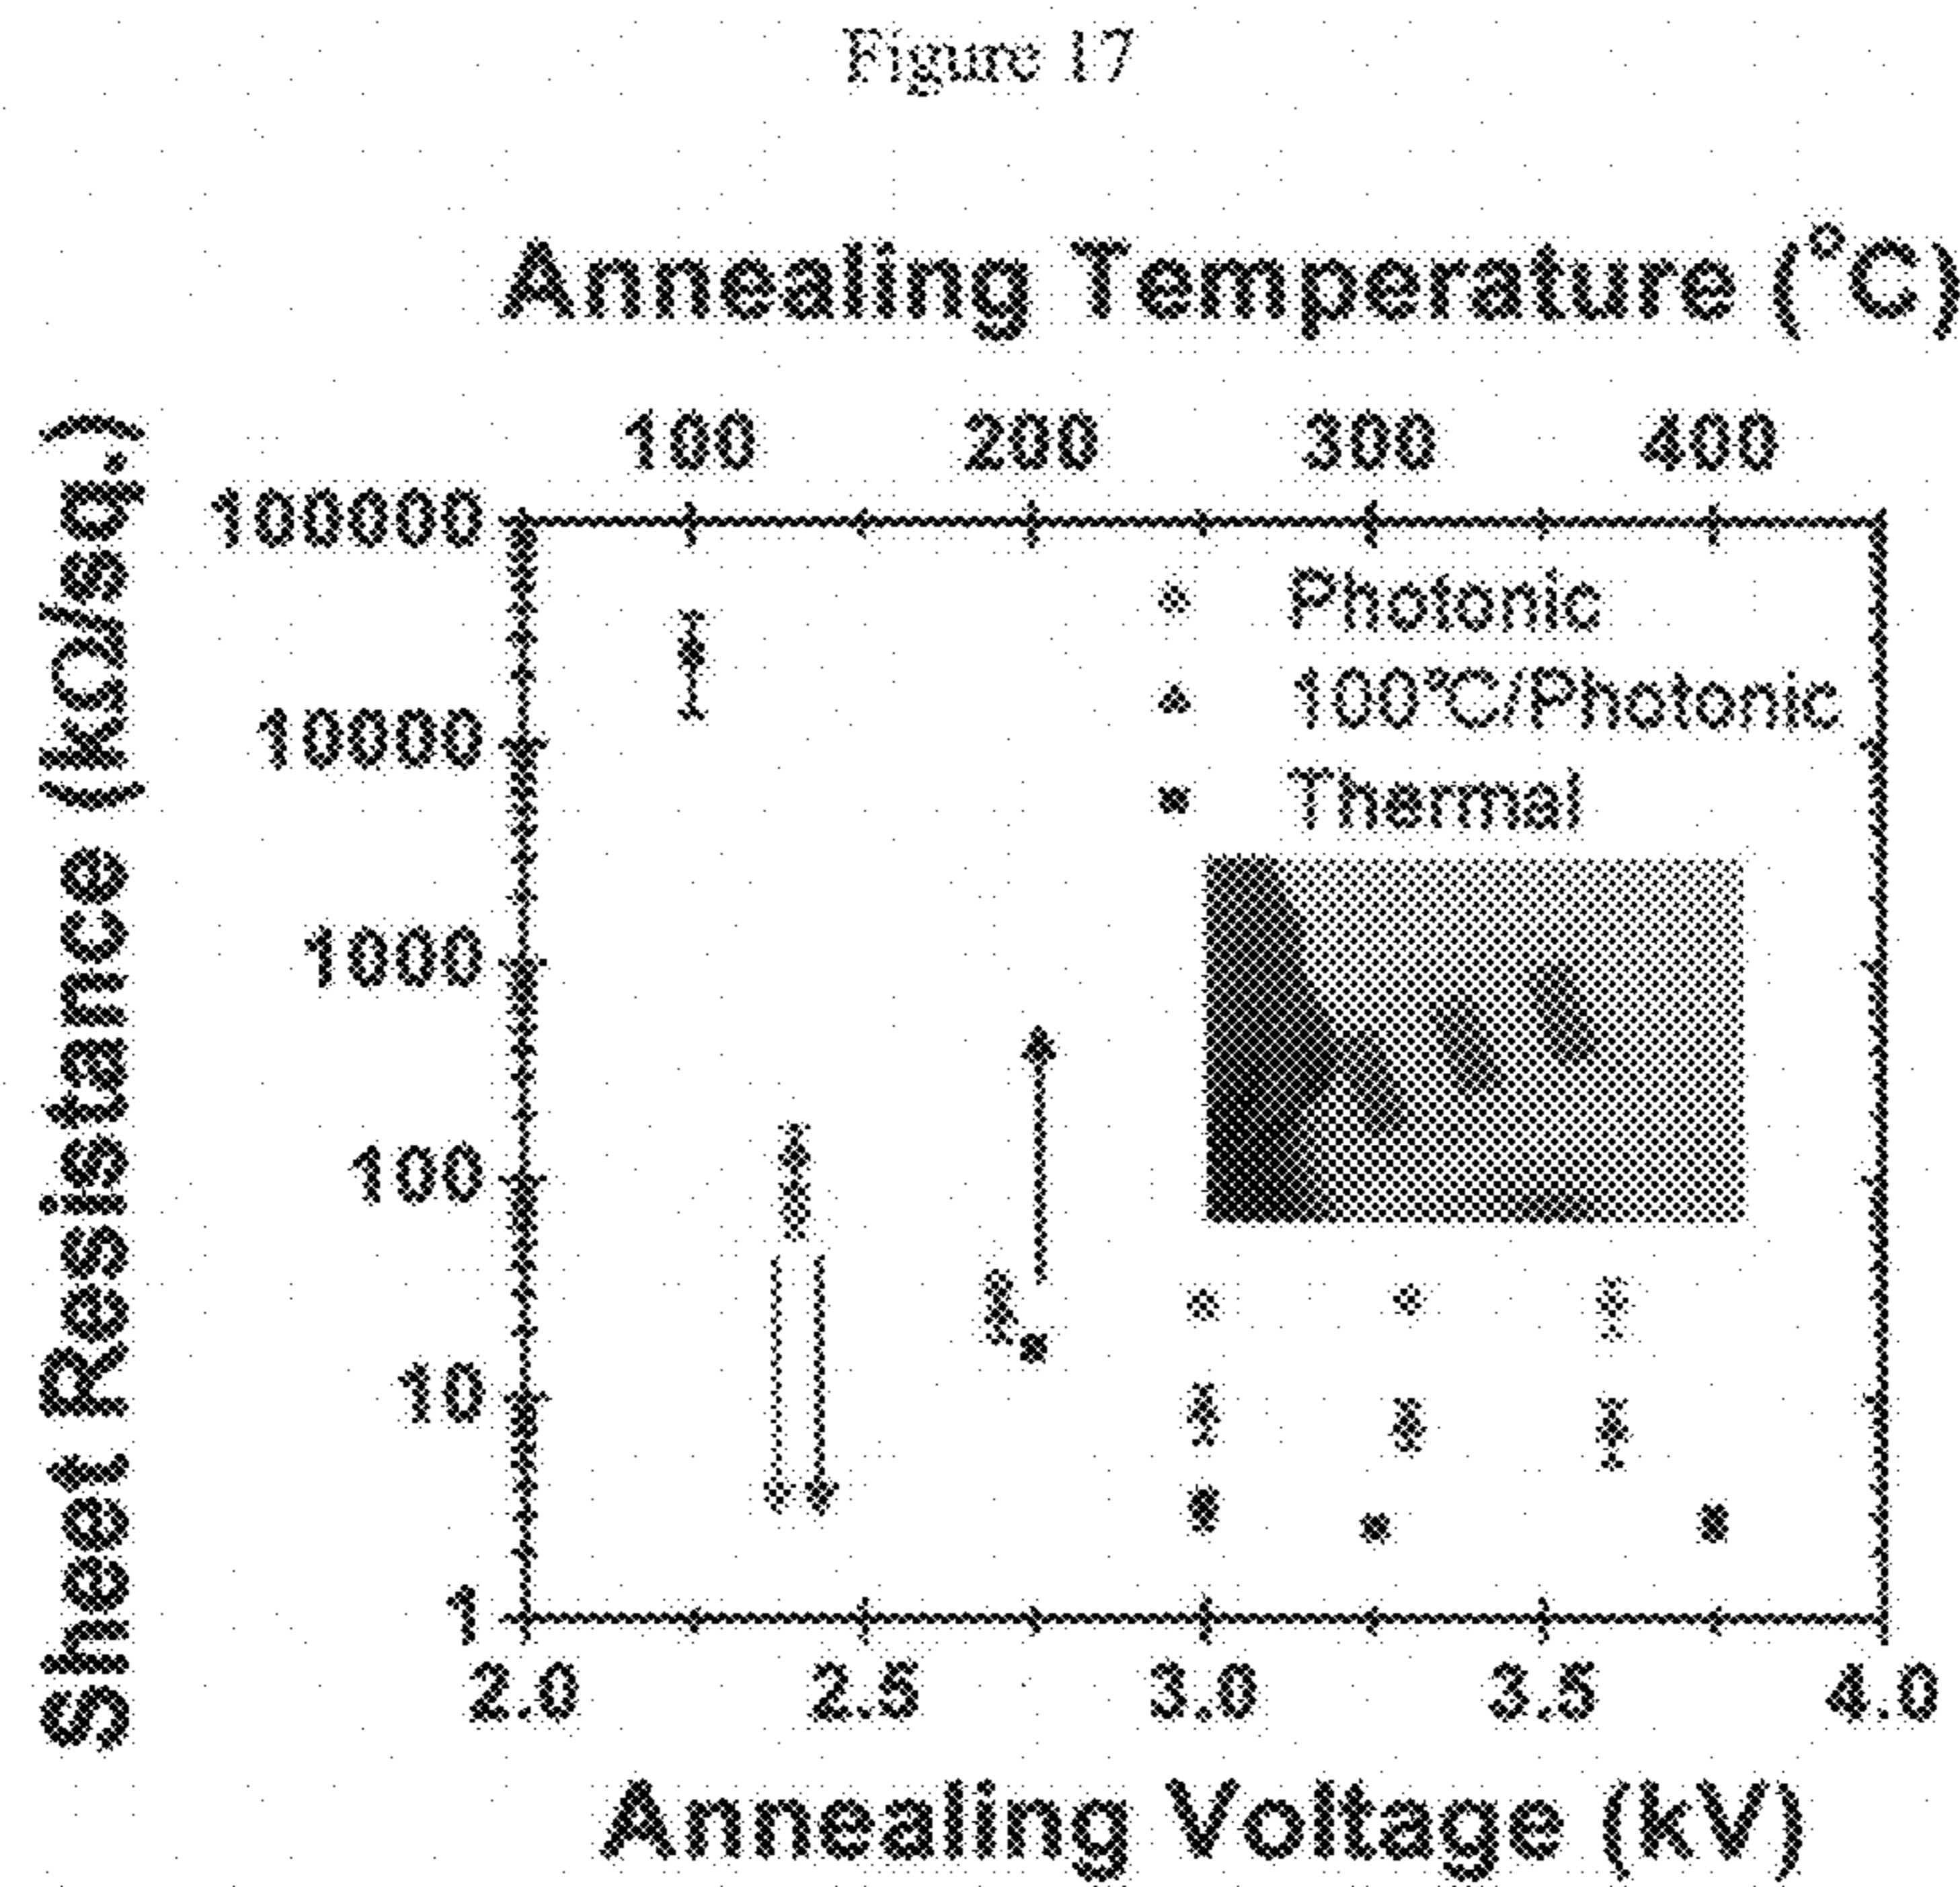 Figure 17
Annealing Temperature (°C)
100 200 300 400
Sheet Resistance (kΩ/sq.)
100000
10000
1000
100
10
1
Photonic
100°C/Photonic
Thermal
2.0 2.5 3.0 3.5 4.0
Annealing Voltage (kV)